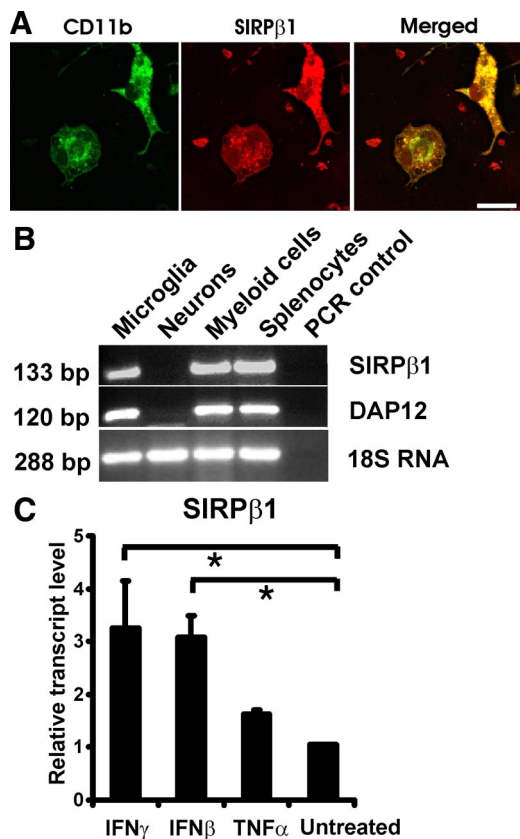 A
CD11b SIRPβ1 Merged
B
Microglia
Neurons
Myeloid cells
Splenocytes
PCR control
133 bp SIRPβ1
120 bp DAP12
288 bp 18S RNA
C
SIRPβ1
Relative transcript level
5
4
3
2
1
0
*
*
IFNγ IFNβ TNFα Untreated